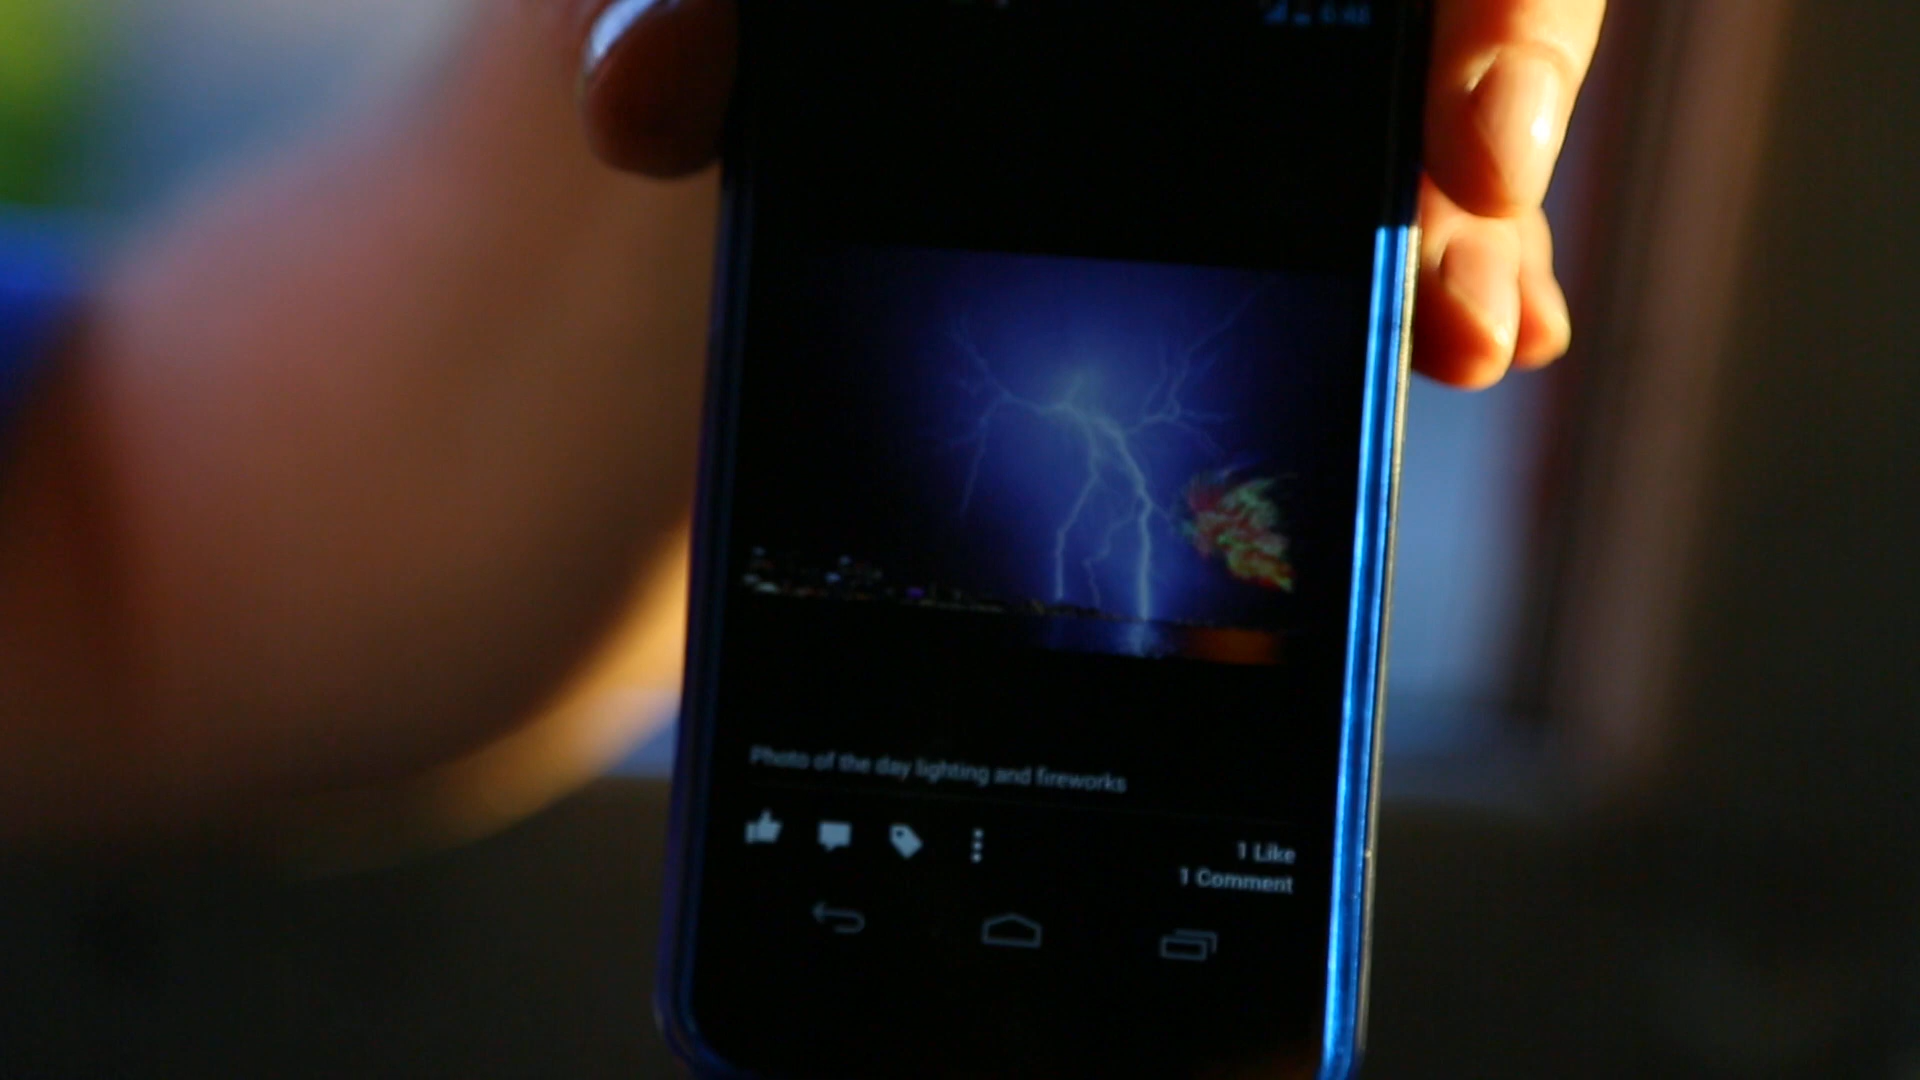 Photo of the day lighting and fireworks
1 Like
1 Comment